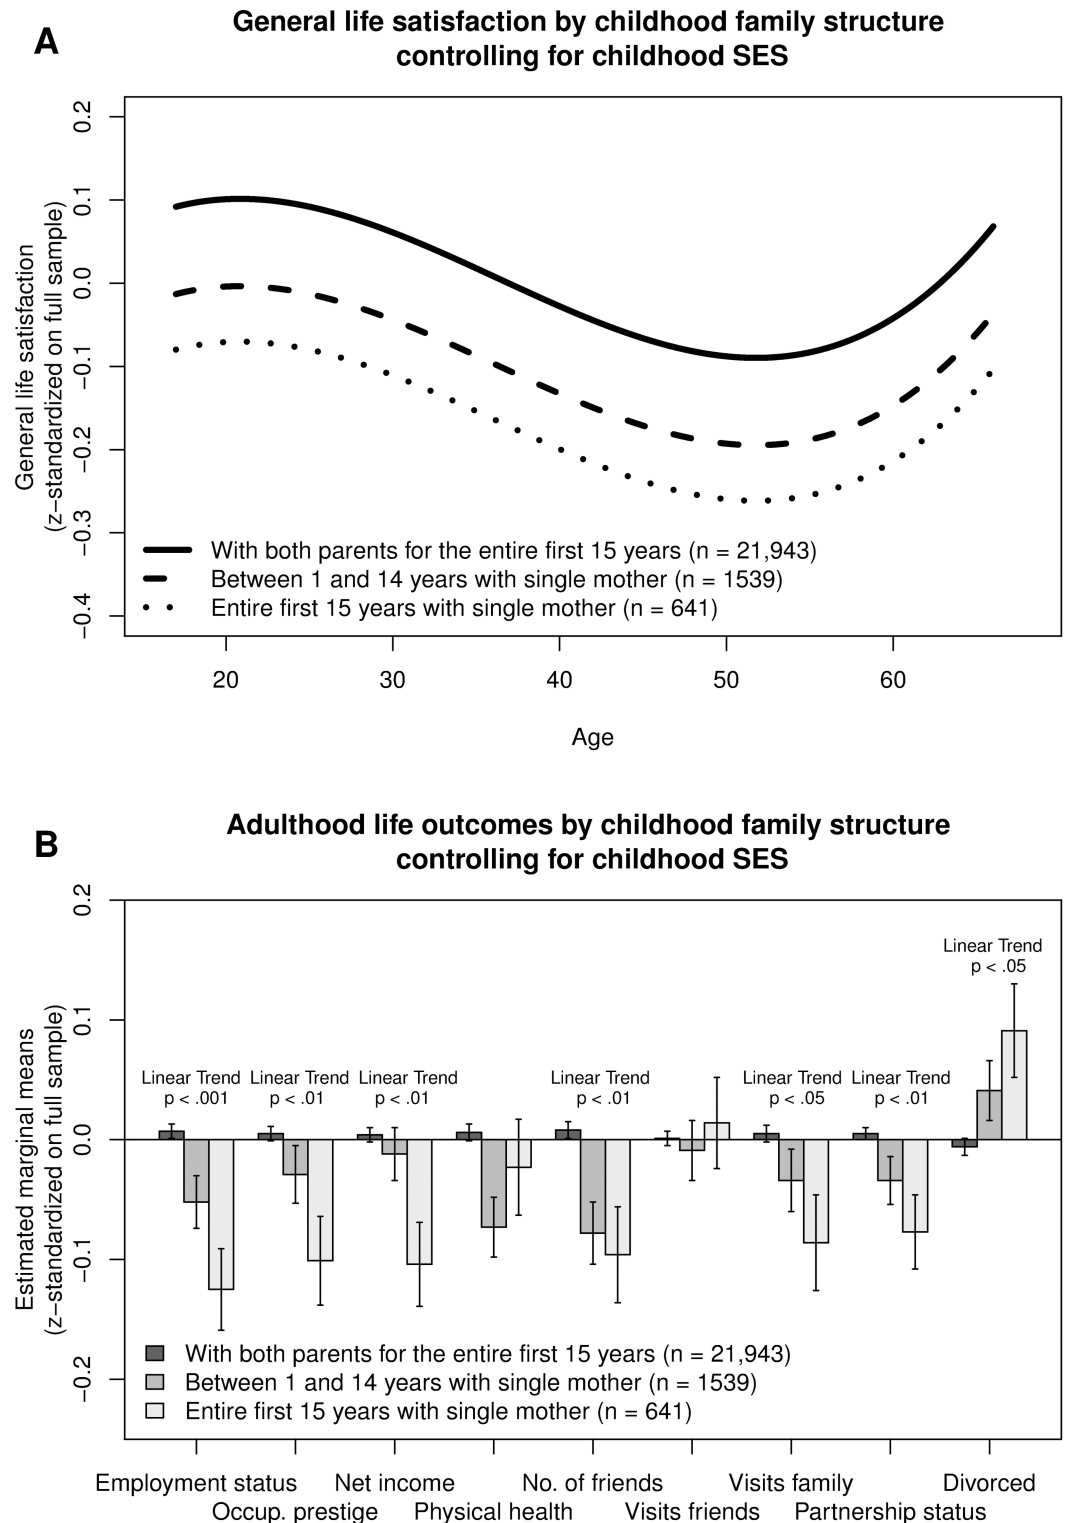 A
General life satisfaction by childhood family structure
controlling for childhood SES
General life satisfaction
(z−standardized on full sample)
0.2
0.1
0.0
−0.1
−0.2
−0.3
−0.4
With both parents for the entire first 15 years (n = 21,943)
Between 1 and 14 years with single mother (n = 1539)
Entire first 15 years with single mother (n = 641)
20 30 40 50 60
Age
B
Adulthood life outcomes by childhood family structure
controlling for childhood SES
Estimated marginal means
(z−standardized on full sample)
0.2
0.1
0.0
−0.1
−0.2
Linear Trend
p < .001
Linear Trend
p < .01
Linear Trend
p < .01
Linear Trend
p < .01
Linear Trend
p < .05
Linear Trend
p < .01
Linear Trend
p < .05
With both parents for the entire first 15 years (n = 21,943)
Between 1 and 14 years with single mother (n = 1539)
Entire first 15 years with single mother (n = 641)
Employment status Net income No. of friends Visits family Divorced
Occup. prestige Physical health Visits friends Partnership status